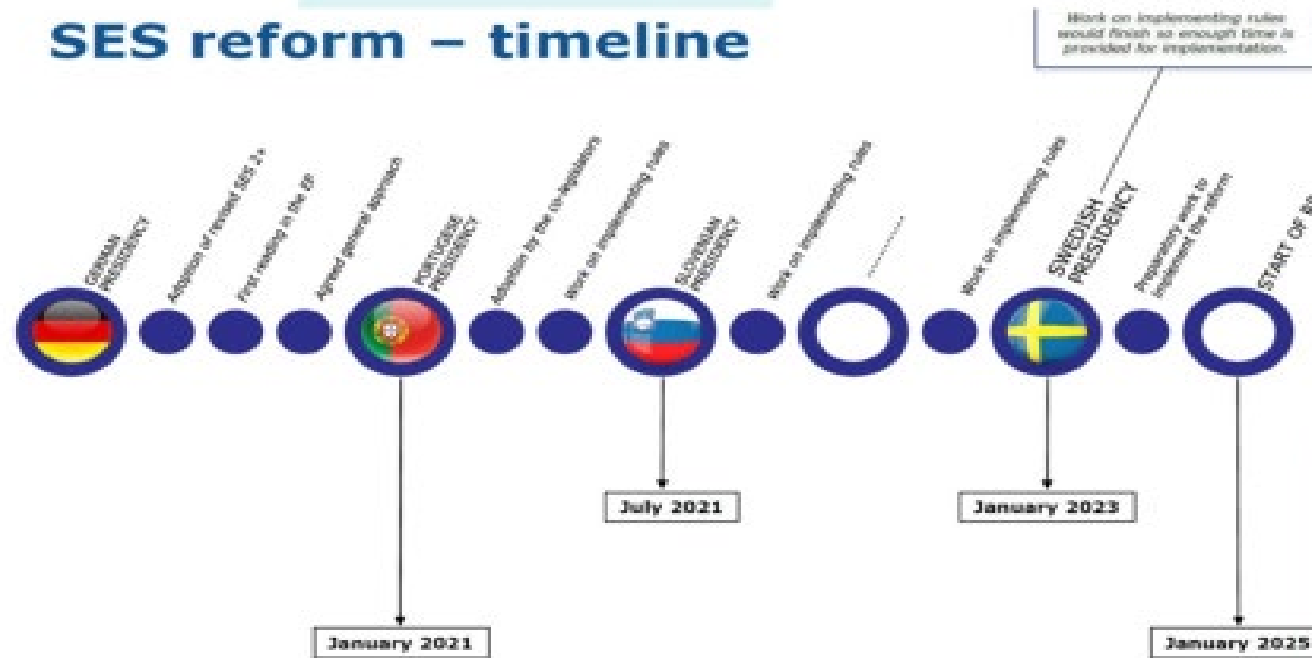 SES reform – timeline
Work on implementing rules
would finish so enough time is
provided for implementation.
GERMAN
PRESIDENCY
Adoption of revised SES 2+
First reading in the EP
Agreed general approach
PORTUGESE
PRESIDENCY
Adoption by the co-legislators
Work on implementing rules
SLOVENIAN
PRESIDENCY
Work on implementing rules
Work on implementing rules
SWEDISH
PRESIDENCY
Preparatory work to
implement the reform
START OF
July 2021
January 2023
January 2021
January 2025